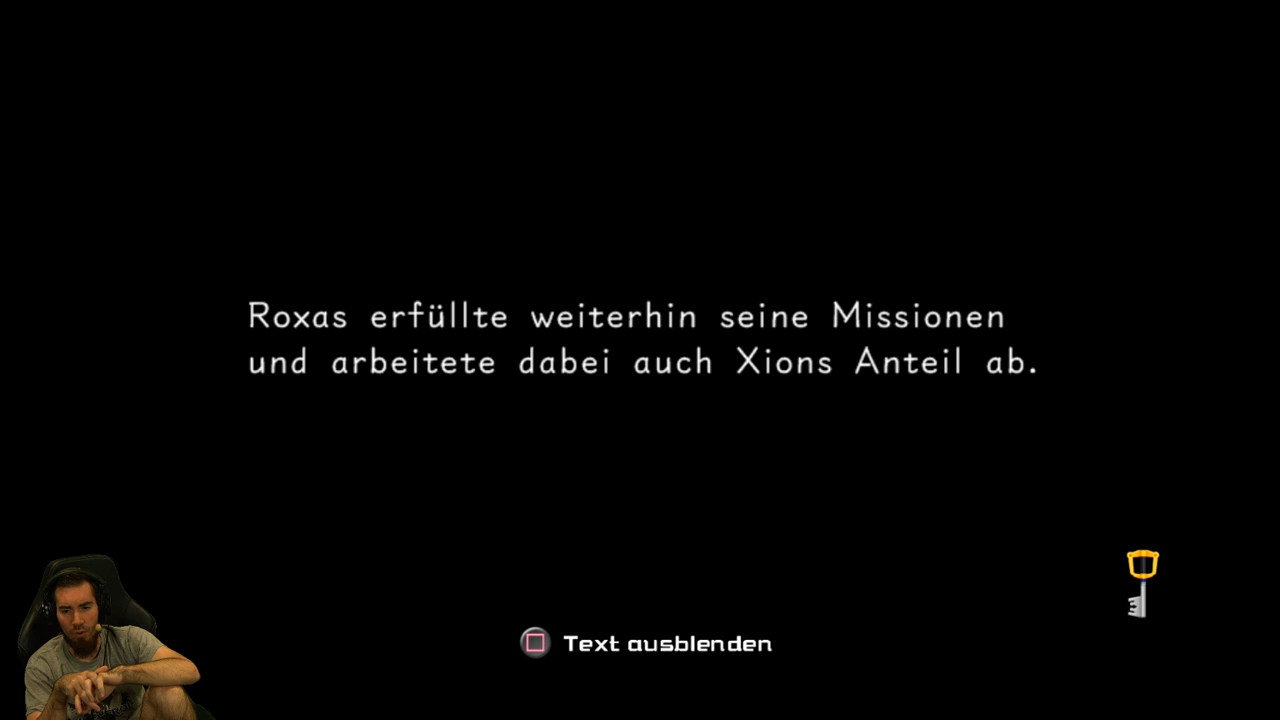 Roxas erfüllte weiterhin seine Missionen
und arbeitete dabei auch Xions Anteil ab.
Text ausblenden